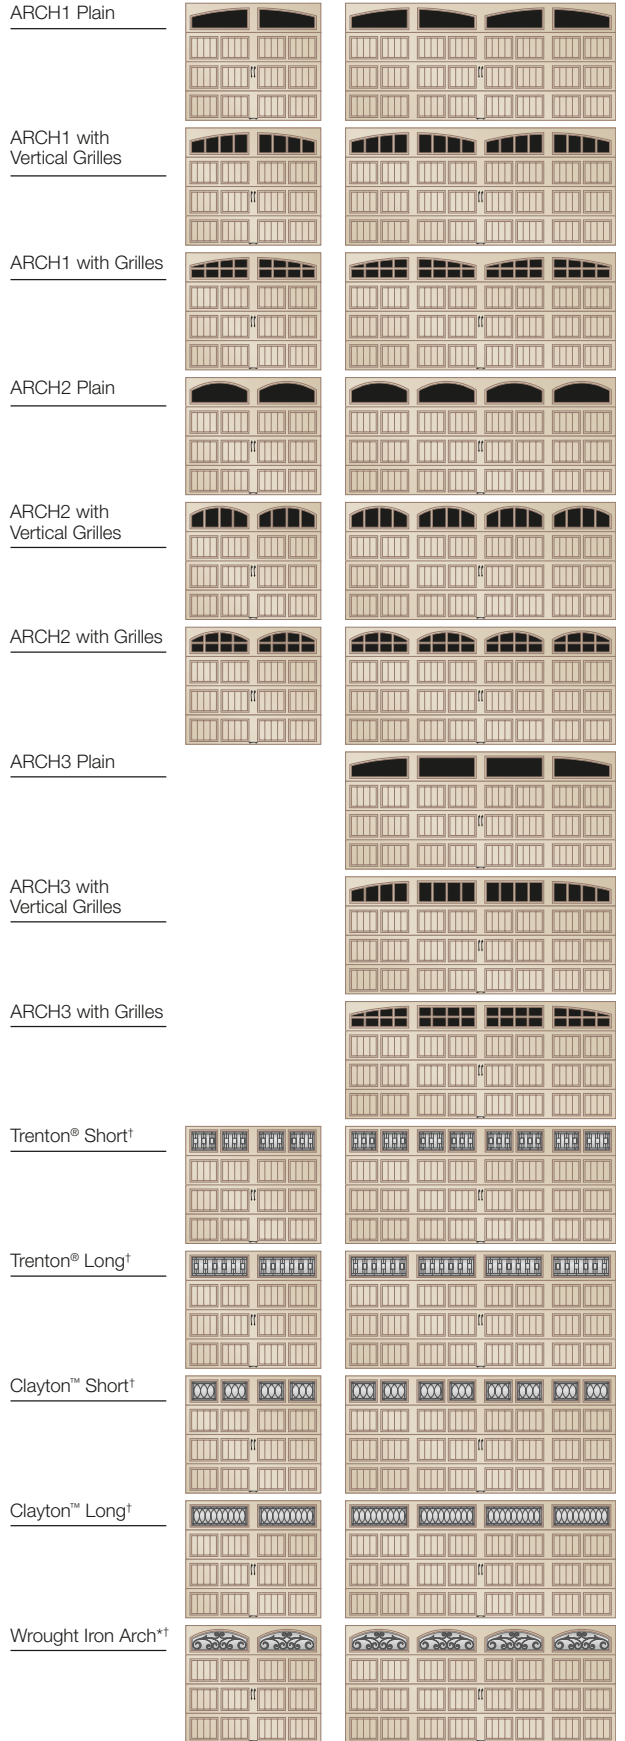 ARCH1 Plain
ARCH1 with
Vertical Grilles
ARCH1 with Grilles
ARCH2 Plain
ARCH2 with
Vertical Grilles
ARCH2 with Grilles
ARCH3 Plain
ARCH3 with
Vertical Grilles
ARCH3 with Grilles
Trenton® Short†
Trenton® Long†
Clayton™ Short†
Clayton™ Long†
Wrought Iron Arch*†